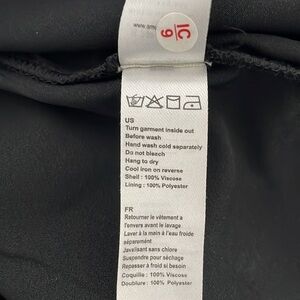 IC
9
US
Turn garment inside out
Before wash
Hand wash cold separately
Do not bleach
Hang to dry
Cool iron on reverse
Shell : 100% Viscose
Lining : 100% Polyester
FR
Retourner le vêtement a
l'envers avant le lavage
Laver à la main à l'eau froide
séparément
Javalisant sans chlore
Suspendre pour séchage
Repasser à froid si besoin
Coquille : 100% Viscose
Doublure : 100% Polyester